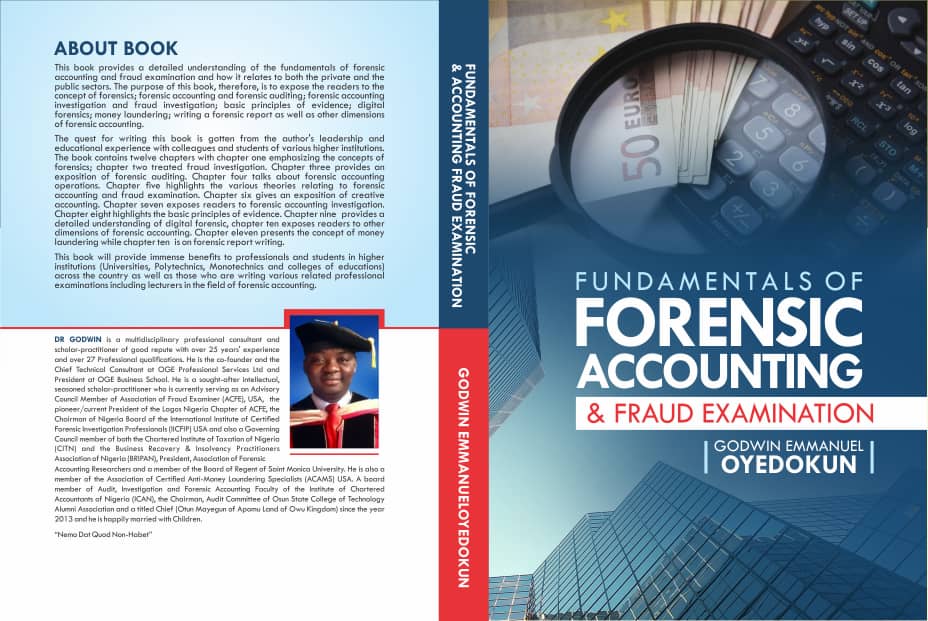 ABOUT BOOK
This book provides a detailed understanding of the fundamentals of forensic
accounting and fraud examination and how it relates to both the private and the
public sectors. The purpose of this book, therefore, is to expose the readers to the
concept of forensics; forensic accounting and forensic auditing; forensic accounting
investigation and fraud investigation; basic principles of evidence; digital
forensics; money laundering; writing a forensic report as well as other dimensions
of forensic accounting.
The quest for writing this book is gotten from the author's leadership and
educational experience with colleagues and students of various higher institutions.
The book contains twelve chapters with chapter one emphasizing the concepts of
forensics; chapter two treated fraud investigation. Chapter three provides an
exposition of forensic auditing. Chapter four talks about forensic accounting
operations. Chapter five highlights the various theories relating to forensic
accounting and fraud examination. Chapter six gives an exposition of creative
accounting. Chapter seven exposes readers to forensic accounting investigation.
Chapter eight highlights the basic principles of evidence. Chapter nine provides a
detailed understanding of digital forensic, chapter ten exposes readers to other
dimensions of forensic accounting. Chapter eleven presents the concept of money
laundering while chapter ten is on forensic report writing.
This book will provide immense benefits to professionals and students in higher
institutions (Universities, Polytechnics, Monotechnics and colleges of educations)
across the country as well as those who are writing various related professional
examinations including lecturers in the field of forensic accounting.
DR GODWIN is a multidisciplinary professional consultant and
scholar-practitioner of good repute with over 25 years' experience
and over 27 Professional qualifications. He is the co-founder and the
Chief Technical Consultant at OGE Professional Services Ltd and
President at OGE Business School. He is a sought-after intellectual,
seasoned scholar-practitioner who is currently serving as an Advisory
Council Member of Association of Fraud Examiner (ACFE), USA, the
pioneer/current President of the Lagos Nigeria Chapter of ACFE, the
Chairman of Nigeria Board of the International Institute of Certified
Forensic Investigation Professionals (IICFIP) USA and also a Governing
Council member of both the Chartered Institute of Taxation of Nigeria
(CITN) and the Business Recovery & Insolvency Practitioners
Association of Nigeria (BRIPAN), President, Association of Forensic
Accounting Researchers and a member of the Board of Regent of Saint Monica University. He is also a
member of the Association of Certified Anti-Money Laundering Specialists (ACAMS) USA. A board
member of Audit, Investigation and Forensic Accounting Faculty of the Institute of Chartered
Accountants of Nigeria (ICAN), the Chairman, Audit Committee of Osun State College of Technology
Alumni Association and a titled Chief (Otun Mayegun of Apomu Land of Owu Kingdom) since the year
2013 and he is happily married with Children.
"Nemo Dat Quod Non-Habet"
FUNDAMENTALS OF FORENSIC
& ACCOUNTING FRAUD EXAMINATION
GODWIN EMMANUELOYEDOKUN
50 EURO
hyp
sin
cos
tan
log
RCL
STO
7
8
5
2
+/-
FUNDAMENTALS OF
FORENSIC
ACCOUNTING
& FRAUD EXAMINATION
GODWIN EMMANUEL
OYEDOKUN